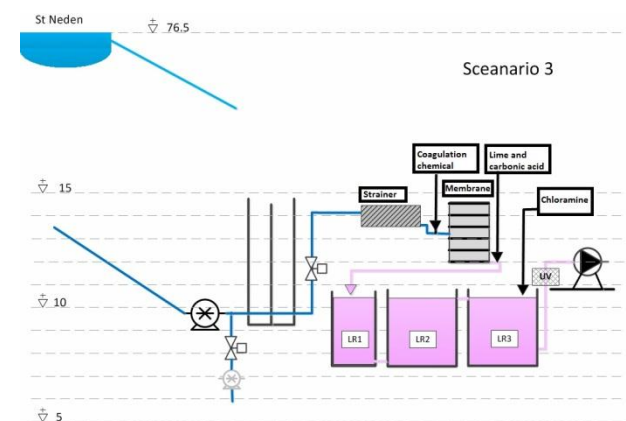 St Neden
76.5
Sceanario 3
Coagulation
chemical
Lime and
carbonic acid
15
Strainer
Membrane
Chloramine
UV
10
LR1
LR2
LR3
5